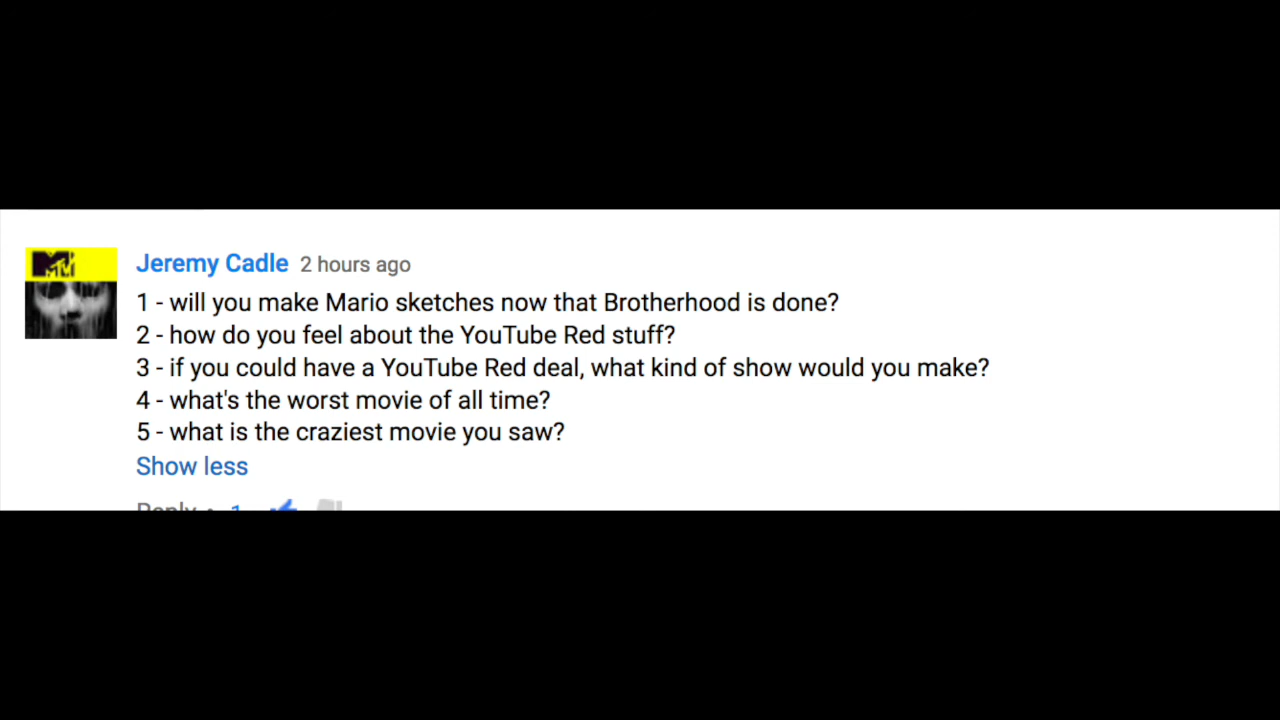 MTV
Jeremy Cadle 2 hours ago
1 - will you make Mario sketches now that Brotherhood is done?
2 - how do you feel about the YouTube Red stuff?
3 - if you could have a YouTube Red deal, what kind of show would you make?
4 - what's the worst movie of all time?
5 - what is the craziest movie you saw?
Show less
Reply • 1